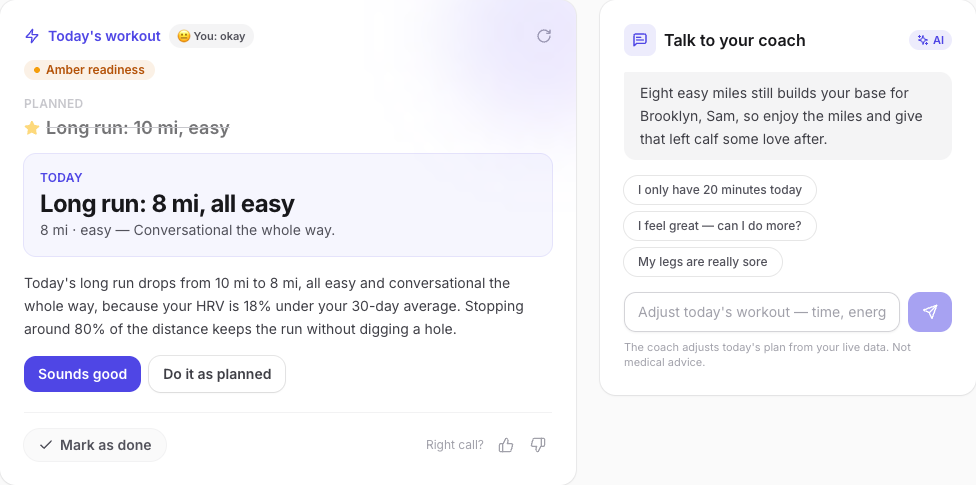 Today's workout
You: okay
Amber readiness
PLANNED
Long run: 10 mi, easy
TODAY
Long run: 8 mi, all easy
8 mi · easy — Conversational the whole way.
Today's long run drops from 10 mi to 8 mi, all easy and conversational the
whole way, because your HRV is 18% under your 30-day average. Stopping
around 80% of the distance keeps the run without digging a hole.
Sounds good
Do it as planned
Mark as done
Right call?
Talk to your coach
AI
Eight easy miles still builds your base for
Brooklyn, Sam, so enjoy the miles and give
that left calf some love after.
I only have 20 minutes today
I feel great — can I do more?
My legs are really sore
Adjust today's workout — time, energ
The coach adjusts today's plan from your live data. Not
medical advice.